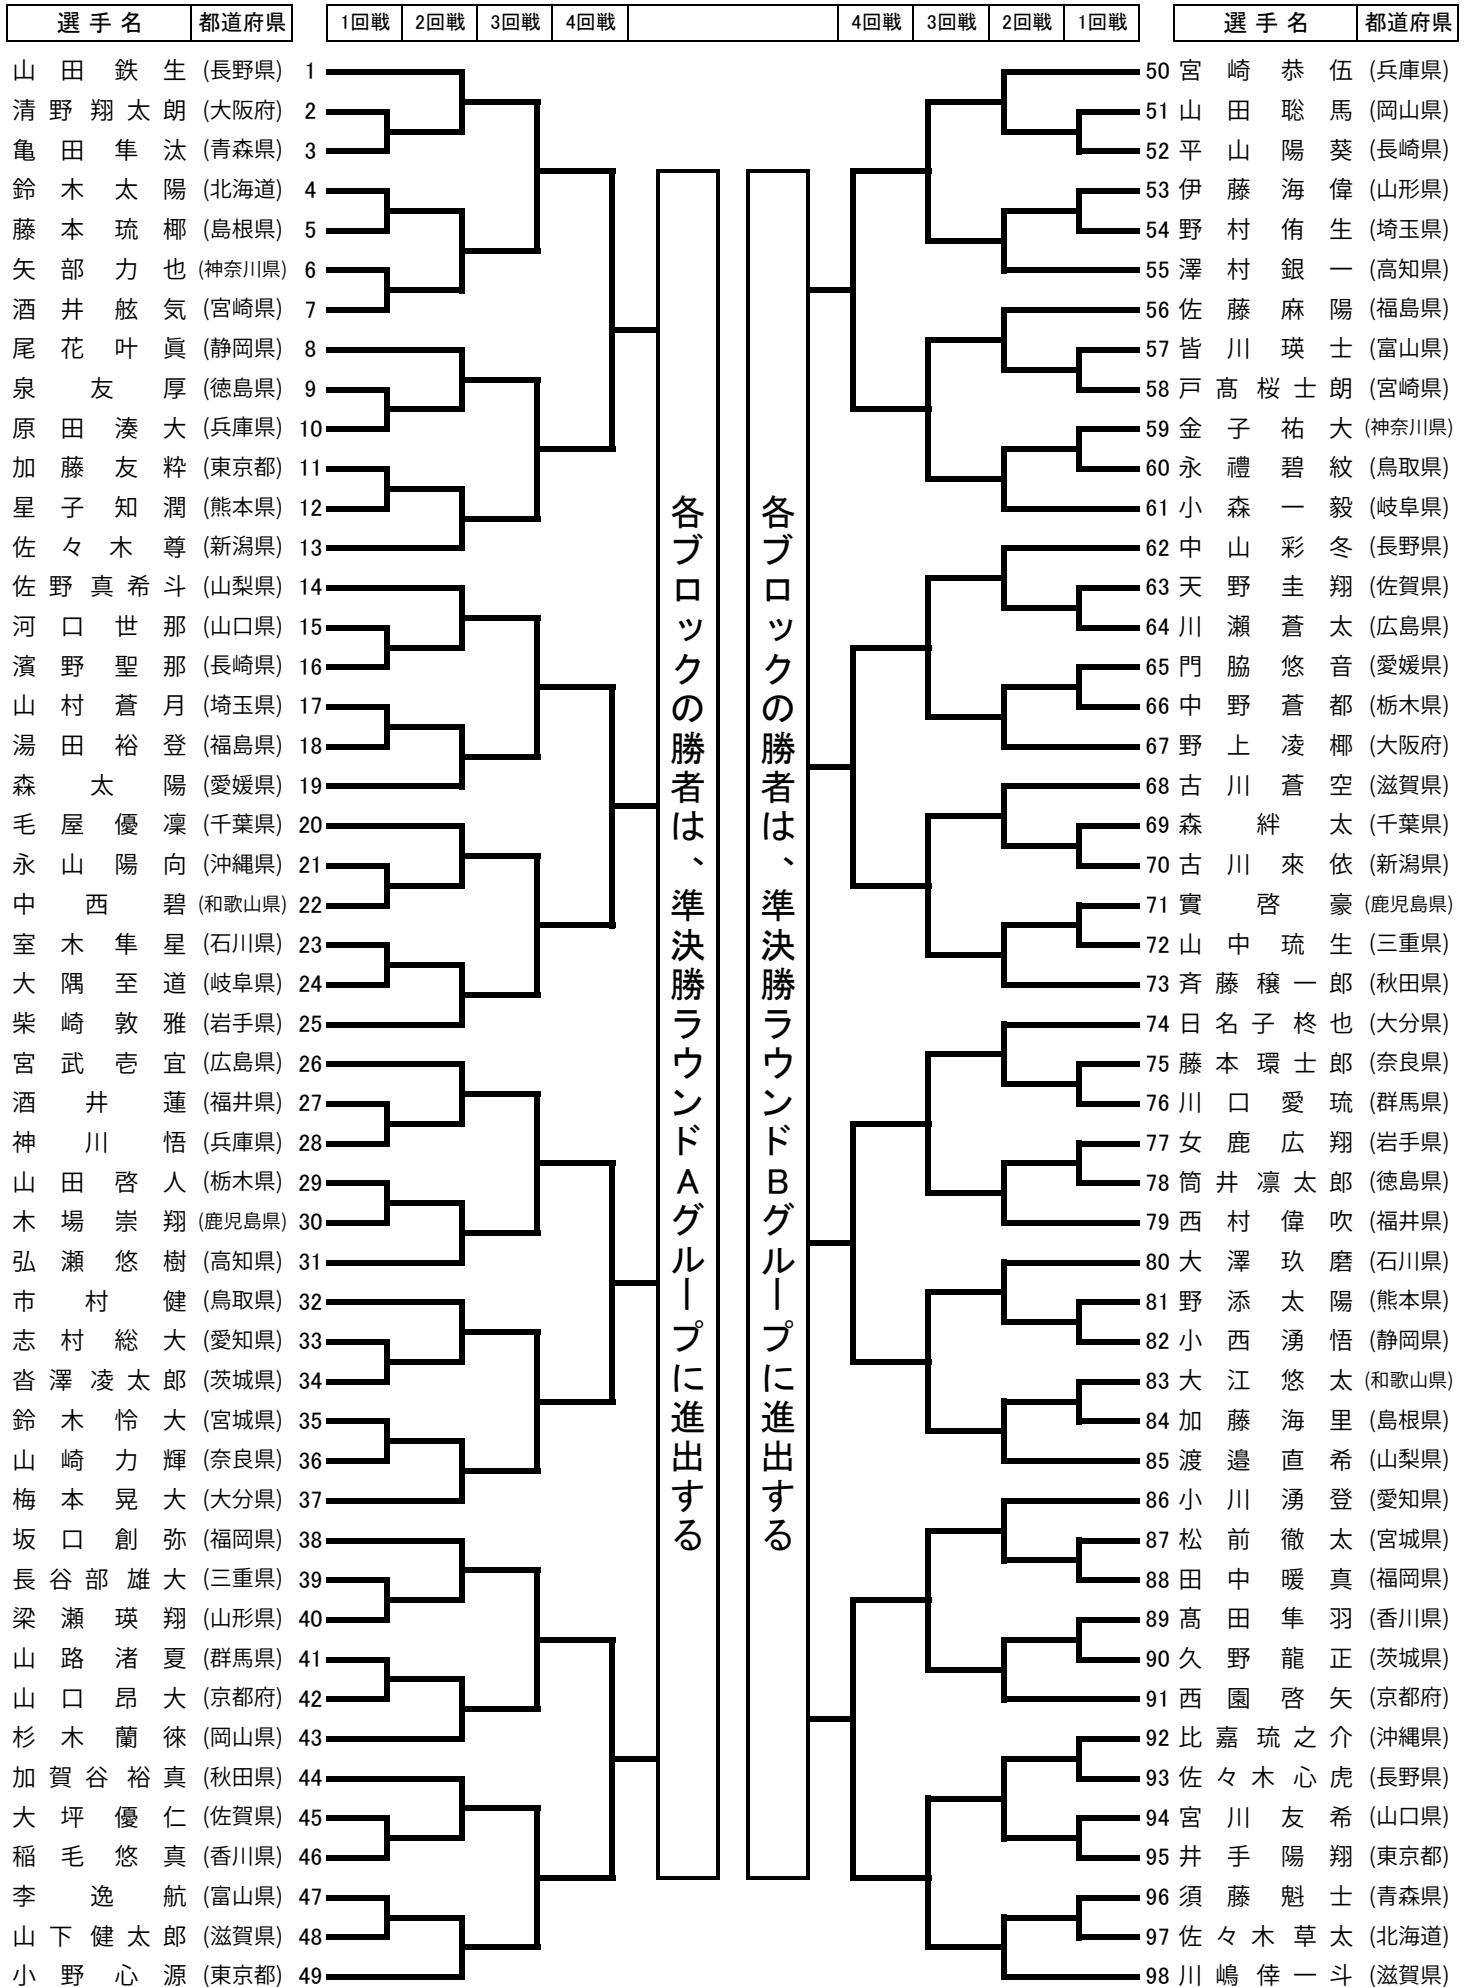 選手名 都道府県 1回戦 2回戦 3回戦 4回戦 4回戦 3回戦 2回戦 1回戦 選手名 都道府県
山田鉄生 (長野県) 1
清野翔太朗 (大阪府) 2
亀田隼汰 (青森県) 3
鈴木太陽 (北海道) 4
藤本琉椰 (島根県) 5
矢部力也 (神奈川県) 6
酒井舷気 (宮崎県) 7
尾花叶眞 (静岡県) 8
泉友厚 (徳島県) 9
原田湊大 (兵庫県) 10
加藤友粋 (東京都) 11
星子知潤 (熊本県) 12
佐々木尊 (新潟県) 13
佐野真希斗 (山梨県) 14
河口世那 (山口県) 15
濱野聖那 (長崎県) 16
山村蒼月 (埼玉県) 17
湯田裕登 (福島県) 18
森太陽 (愛媛県) 19
毛屋優凜 (千葉県) 20
永山陽向 (沖縄県) 21
中西碧 (和歌山県) 22
室木隼星 (石川県) 23
大隅至道 (岐阜県) 24
柴崎敦雅 (岩手県) 25
宮武壱宜 (広島県) 26
酒井蓮 (福井県) 27
神川悟 (兵庫県) 28
山田啓人 (栃木県) 29
木場崇翔 (鹿児島県) 30
弘瀬悠樹 (高知県) 31
市村健 (鳥取県) 32
志村総大 (愛知県) 33
沓澤凌太郎 (茨城県) 34
鈴木怜大 (宮城県) 35
山崎力輝 (奈良県) 36
梅本晃大 (大分県) 37
坂口創弥 (福岡県) 38
長谷部雄大 (三重県) 39
梁瀬瑛翔 (山形県) 40
山路渚夏 (群馬県) 41
山口昂大 (京都府) 42
杉木蘭徠 (岡山県) 43
加賀谷裕真 (秋田県) 44
大坪優仁 (佐賀県) 45
稲毛悠真 (香川県) 46
李逸航 (富山県) 47
山下健太郎 (滋賀県) 48
小野心源 (東京都) 49
各ブロックの勝者は、準決勝ラウンドAグループに進出する
各ブロックの勝者は、準決勝ラウンドBグループに進出する
50 宮崎恭伍 (兵庫県)
51 山田聡馬 (岡山県)
52 平山陽葵 (長崎県)
53 伊藤海偉 (山形県)
54 野村侑生 (埼玉県)
55 澤村銀一 (高知県)
56 佐藤麻陽 (福島県)
57 皆川瑛士 (富山県)
58 戸髙桜士朗 (宮崎県)
59 金子祐大 (神奈川県)
60 永禮碧紋 (鳥取県)
61 小森一毅 (岐阜県)
62 中山彩冬 (長野県)
63 天野圭翔 (佐賀県)
64 川瀨蒼太 (広島県)
65 門脇悠音 (愛媛県)
66 中野蒼都 (栃木県)
67 野上凌椰 (大阪府)
68 古川蒼空 (滋賀県)
69 森絆太 (千葉県)
70 古川來依 (新潟県)
71 實啓豪 (鹿児島県)
72 山中琉生 (三重県)
73 斉藤穣一郎 (秋田県)
74 日名子柊也 (大分県)
75 藤本環士郎 (奈良県)
76 川口愛琉 (群馬県)
77 女鹿広翔 (岩手県)
78 筒井凛太郎 (徳島県)
79 西村偉吹 (福井県)
80 大澤玖磨 (石川県)
81 野添太陽 (熊本県)
82 小西湧悟 (静岡県)
83 大江悠太 (和歌山県)
84 加藤海里 (島根県)
85 渡邉直希 (山梨県)
86 小川湧登 (愛知県)
87 松前徹太 (宮城県)
88 田中暖真 (福岡県)
89 髙田隼羽 (香川県)
90 久野龍正 (茨城県)
91 西園啓矢 (京都府)
92 比嘉琉之介 (沖縄県)
93 佐々木心虎 (長野県)
94 宮川友希 (山口県)
95 井手陽翔 (東京都)
96 須藤魁士 (青森県)
97 佐々木草太 (北海道)
98 川嶋倖一斗 (滋賀県)